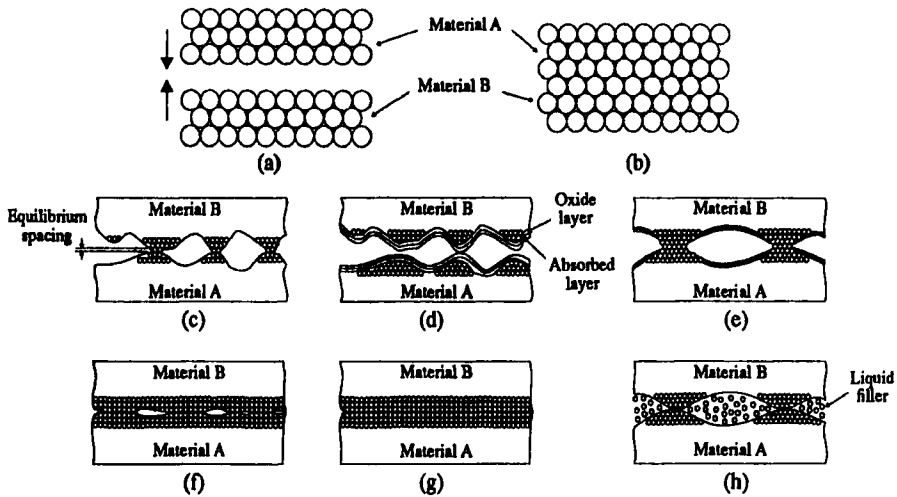 Material A
Material B
(a)
(b)
Equilibrium
spacing
Material B
Material A
(c)
Material B
Material A
(d)
Oxide
layer
Absorbed
layer
Material B
Material A
(e)
Material B
Material A
(f)
Material B
Material A
(g)
Material B
Material A
(h)
Liquid
filler